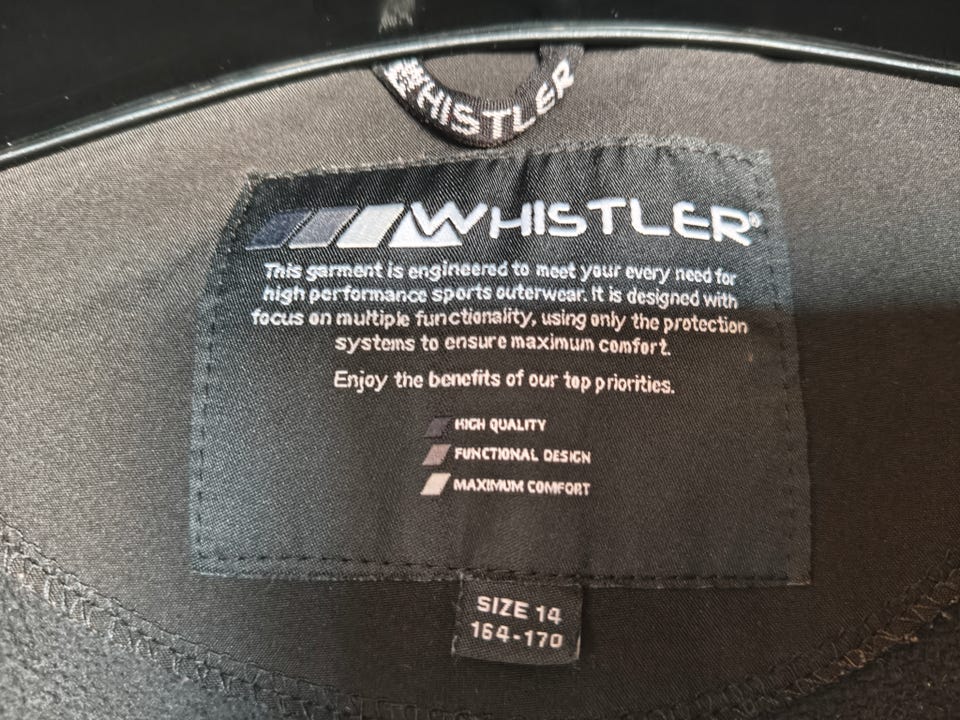 WHISTLER
WHISTLER®
This garment is engineered to meet your every need for
high performance sports outerwear. It is designed with
focus on multiple functionality, using only the protection
systems to ensure maximum comfort.
Enjoy the benefits of our top priorities.
HIGH QUALITY
FUNCTIONAL DESIGN
MAXIMUM COMFORT
SIZE 14
164-170